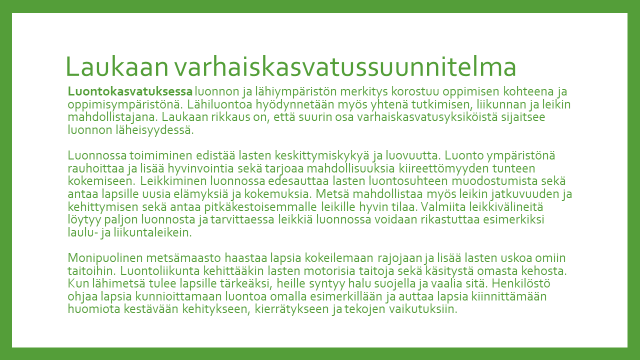 Laukaan varhaiskasvatussuunnitelma
Luontokasvatuksessa luonnon ja lähiympäristön merkitys korostuu oppimisen kohteena ja
oppimisympäristönä. Lähiluontoa hyödynnetään myös yhtenä tutkimisen, liikunnan ja leikin
mahdollistajana. Laukaan rikkaus on, että suurin osa varhaiskasvatusyksiköistä sijaitsee
luonnon läheisyydessä.
Luonnossa toimiminen edistää lasten keskittymiskykyä ja luovuutta. Luonto ympäristönä
rauhoittaa ja lisää hyvinvointia sekä tarjoaa mahdollisuuksia kiireettömyyden tunteen
kokemiseen. Leikkiminen luonnossa edesauttaa lasten luontosuhteen muodostumista sekä
antaa lapsille uusia elämyksiä ja kokemuksia. Metsä mahdollistaa myös leikin jatkuvuuden ja
kehittymisen sekä antaa pitkäkestoisemmalle leikille hyvin tilaa. Valmiita leikkivälineitä
löytyy paljon luonnosta ja tarvittaessa leikkiä luonnossa voidaan rikastuttaa esimerkiksi
laulu- ja liikuntaleikein.
Monipuolinen metsämaasto haastaa lapsia kokeilemaan rajojaan ja lisää lasten uskoa omiin
taitoihin. Luontoliikunta kehittääkin lasten motorisia taitoja sekä käsitystä omasta kehosta.
Kun lähimetsä tulee lapsille tärkeäksi, heille syntyy halu suojella ja vaalia sitä. Henkilöstö
ohjaa lapsia kunnioittamaan luontoa omalla esimerkillään ja auttaa lapsia kiinnittämään
huomiota kestävään kehitykseen, kierrätykseen ja tekojen vaikutuksiin.